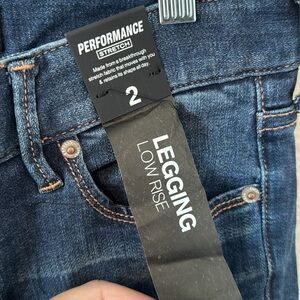 PERFORMANCE
STRETCH
Made from a breakthrough
stretch fabric that moves with you
& retains its shape all day.
2
LEGGING
LOW RISE